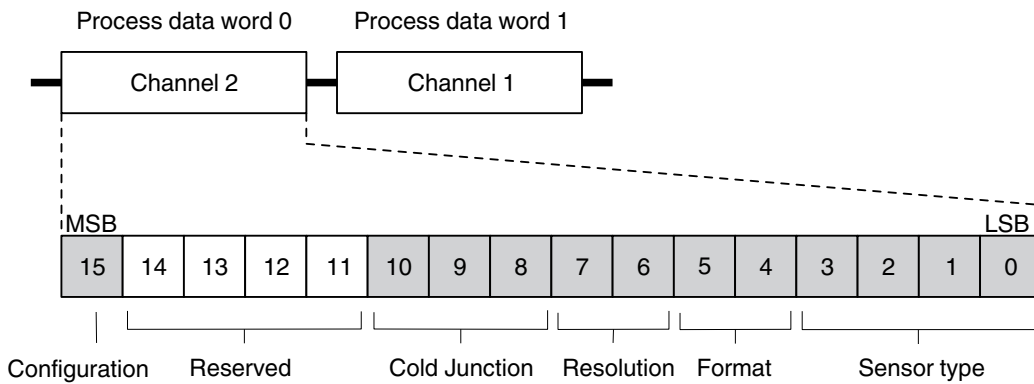 Process data word 0 Process data word 1
Channel 2 Channel 1
MSB LSB
15 14 13 12 11 10 9 8 7 6 5 4 3 2 1 0
Configuration Reserved Cold Junction Resolution Format Sensor type